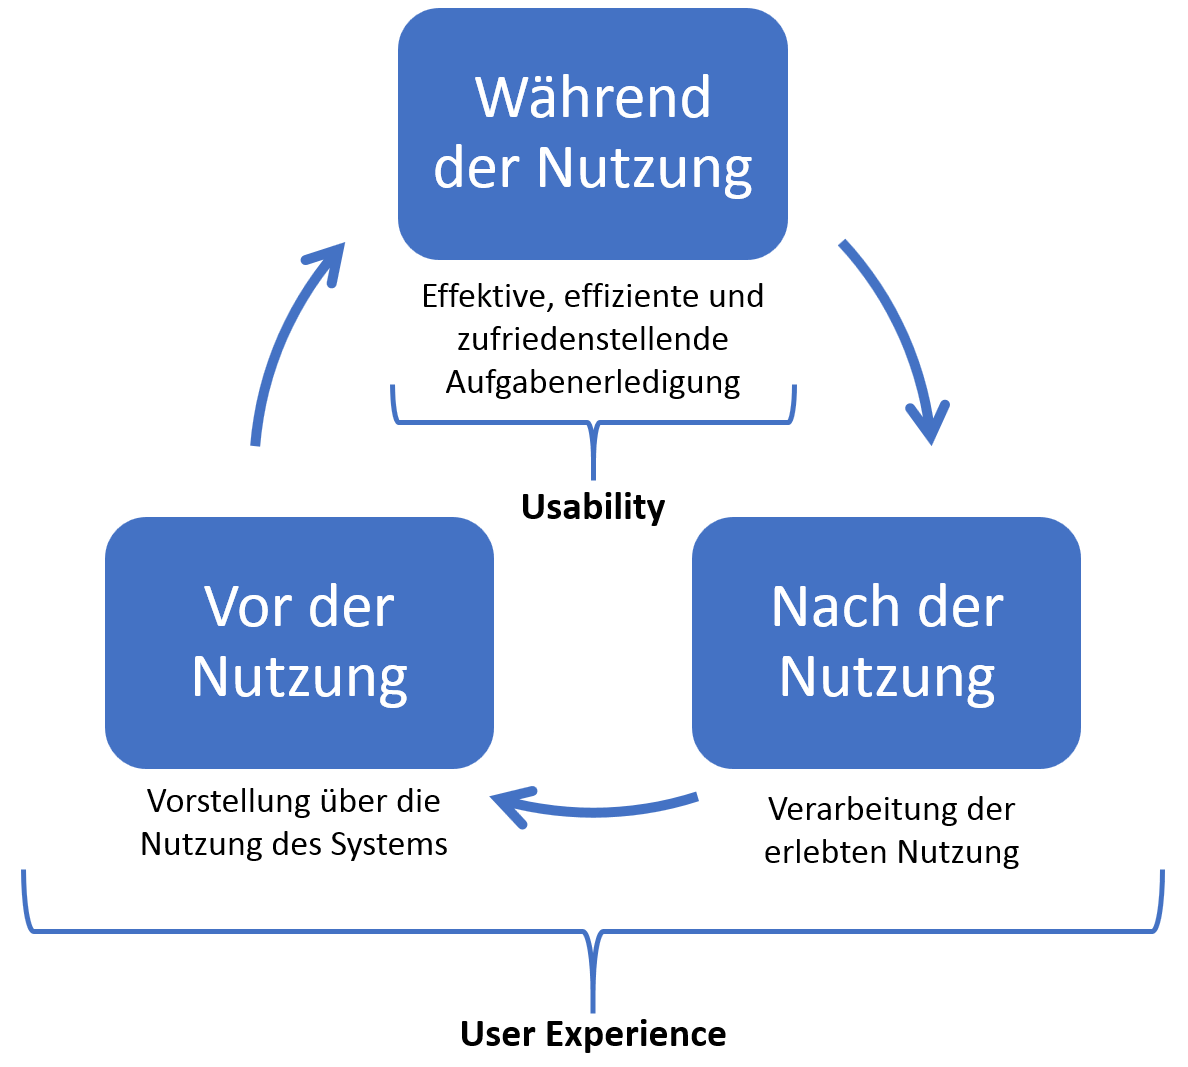 Während
der Nutzung
Effektive, effiziente und
zufriedenstellende
Aufgabenerledigung
Usability
Vor der
Nutzung
Vorstellung über die
Nutzung des Systems
Nach der
Nutzung
Verarbeitung der
erlebten Nutzung
User Experience